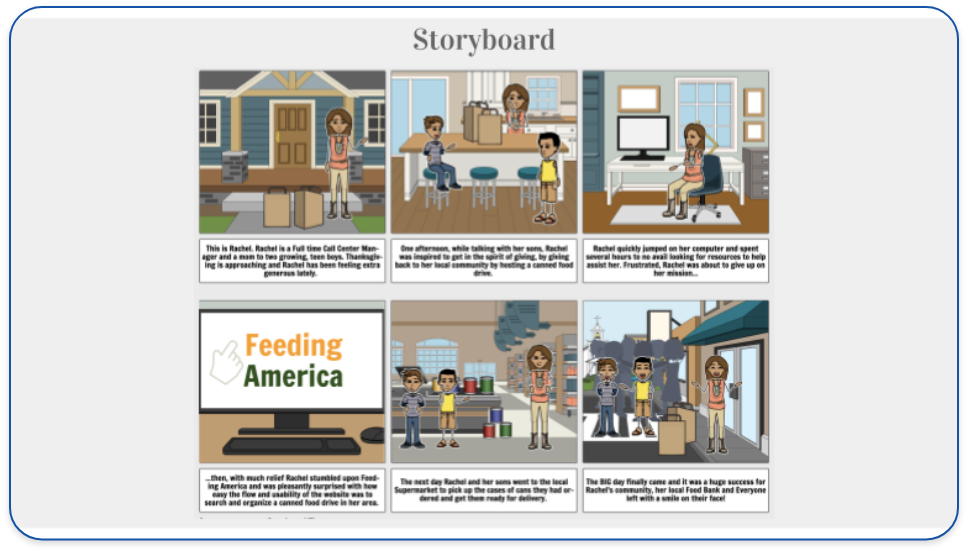 Storyboard
This is Rachel. Rachel is a Full time Call Center Man-
ager and a mom to two growing, teen boys. Thanksgiv-
ing is approaching and Rachel has been feeling extra
generous lately.
One afternoon, while talking with her sons, Rachel
was inspired to get in the spirit of giving, by giving
back to her local community by hosting a canned food
drive.
Rachel quickly jumped on her computer and spent
several hours to no avail looking for resources to help
assist her. Frustrated, Rachel was about to give up on
her mission...
Feeding
America
...then, with much relief Rachel stumbled upon Feed-
ing America and was pleasantly surprised with how
easy the flow and usability of the website was to
search and organize a canned food drive in her area.
The next day Rachel and her sons went to the local
Supermarket to pick up the cases of cans they had or-
dered and get them ready for delivery.
The BIG day finally came and it was a huge success for
Rachel's community, her local Food Bank and Everyone
left with a smile on their face!